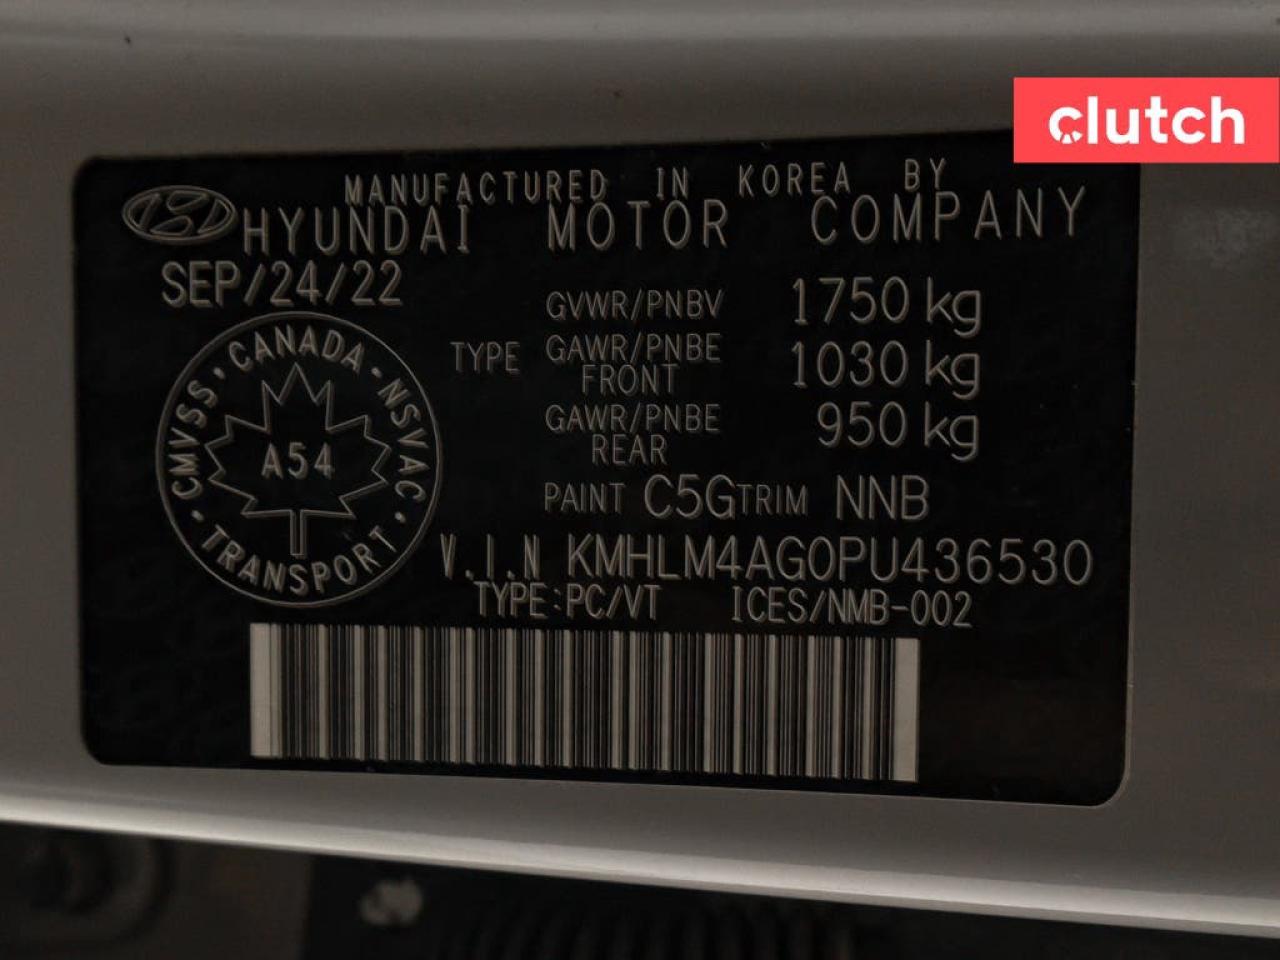 clutch
MANUFACTURED IN KOREA BY
HYUNDAI MOTOR COMPANY
SEP/24/22
GVWR/PNBV 1750 kg
TYPE GAWR/PNBE FRONT 1030 kg
GAWR/PNBE REAR 950 kg
CMVSS · CANADA - NSVAC · TRANSPORT -
A54
PAINT C5G TRIM NNB
V.I.N KMHLM4AG0PU436530
TYPE:PC/VT ICES/NMB-002